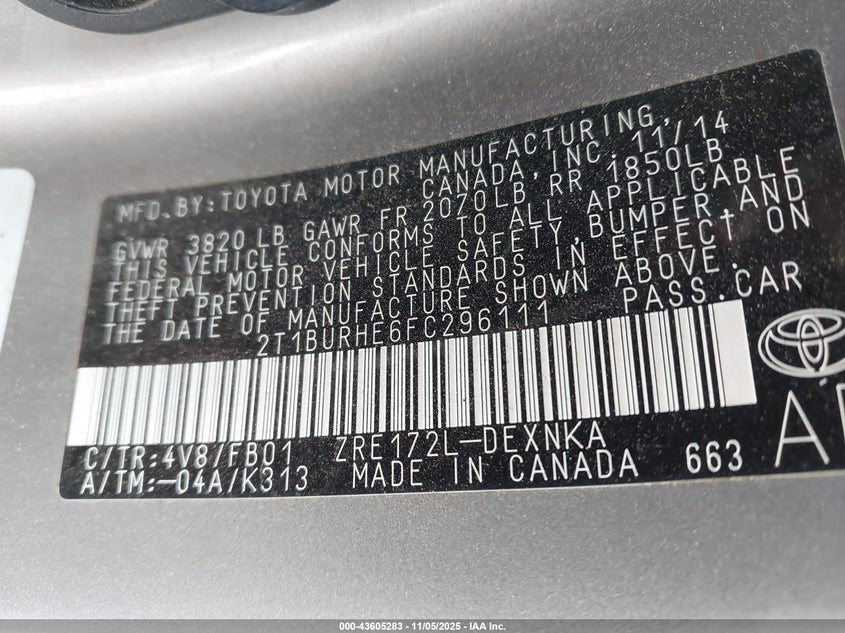 MFD.BY:TOYOTA MOTOR MANUFACTURING,
CANADA,INC. 11/14
GVWR 3820 LB GAWR FR 2070LB RR 1850LB
THIS VEHICLE CONFORMS TO ALL APPLICABLE
FEDERAL MOTOR VEHICLE SAFETY,BUMPER,AND
THEFT PREVENTION STANDARDS IN EFFECT ON
THE DATE OF MANUFACTURE SHOWN ABOVE.
2T1BURHE6FC296111 PASS.CAR
C/TR:4V8/FB01 ZRE172L-DEXNKA
A/TM:-04A/K313 MADE IN CANADA 663
000-43605283 - 11/05/2025 - IAA Inc.